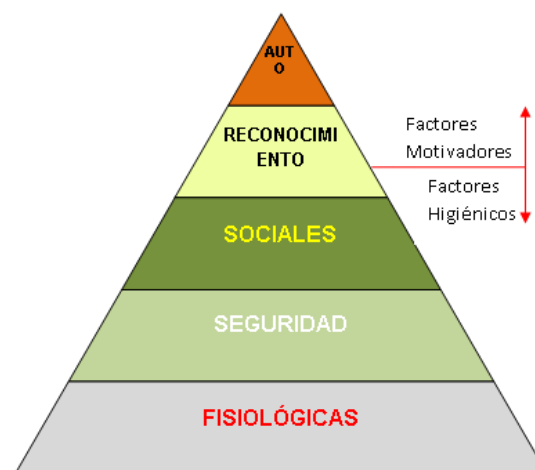 AUT
O
RECONOCIMI
ENTO
Factores
Motivadores
Factores
Higiénicos
SOCIALES
SEGURIDAD
FISIOLÓGICAS